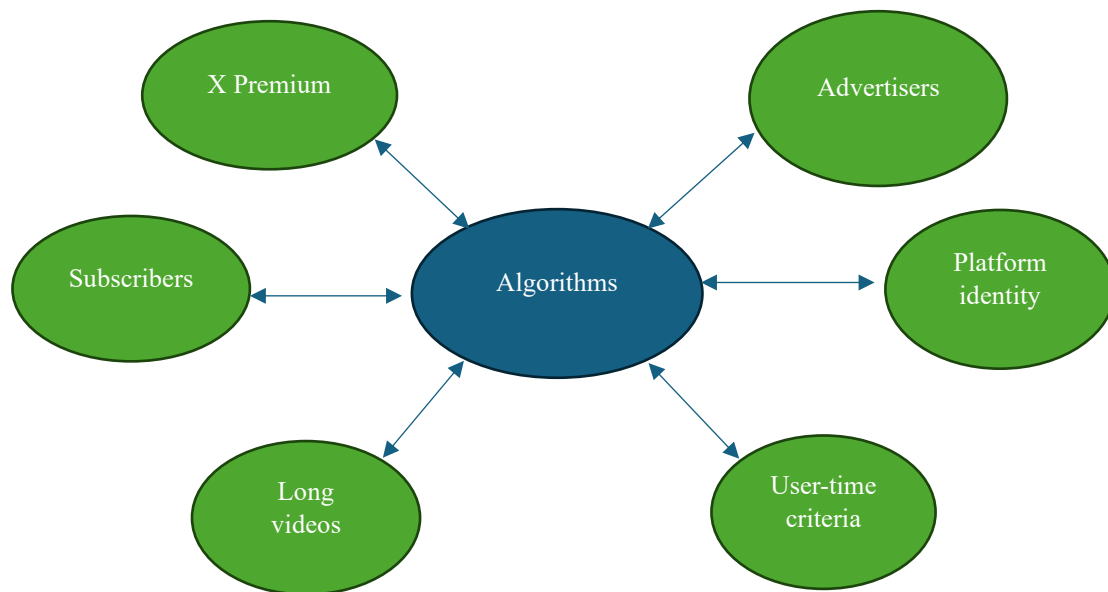 X Premium
Advertisers
Subscribers
Algorithms
Platform
identity
Long
videos
User-time
criteria